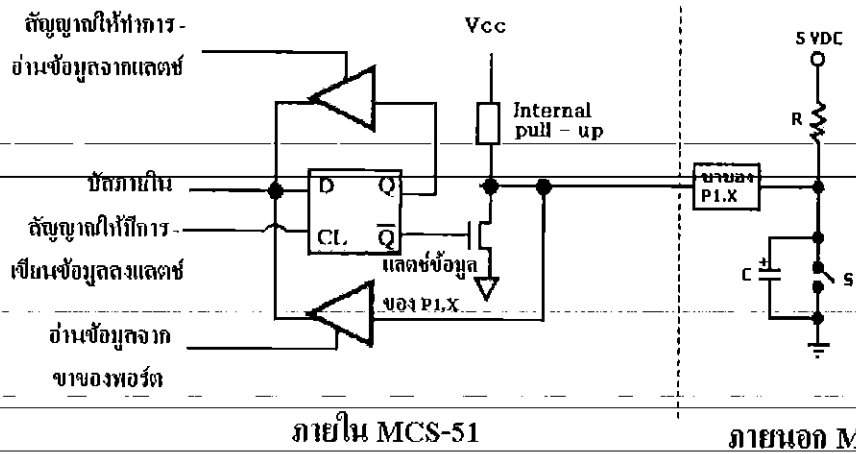 สัญญาณให้ทำการ -
อ่านข้อมูลจากแลตช์
Vcc
5 VDC
Internal
pull - up
R
บัสภายใน
D
Q
ขาของ
P1.X
สัญญาณให้มีการ -
เขียนข้อมูลลงแลตช์
CL
Q
แลตช์ข้อมูล
ของ P1.X
C
+
S
อ่านข้อมูลจาก
ขาของพอร์ต
ภายใน MCS-51
ภายนอก M